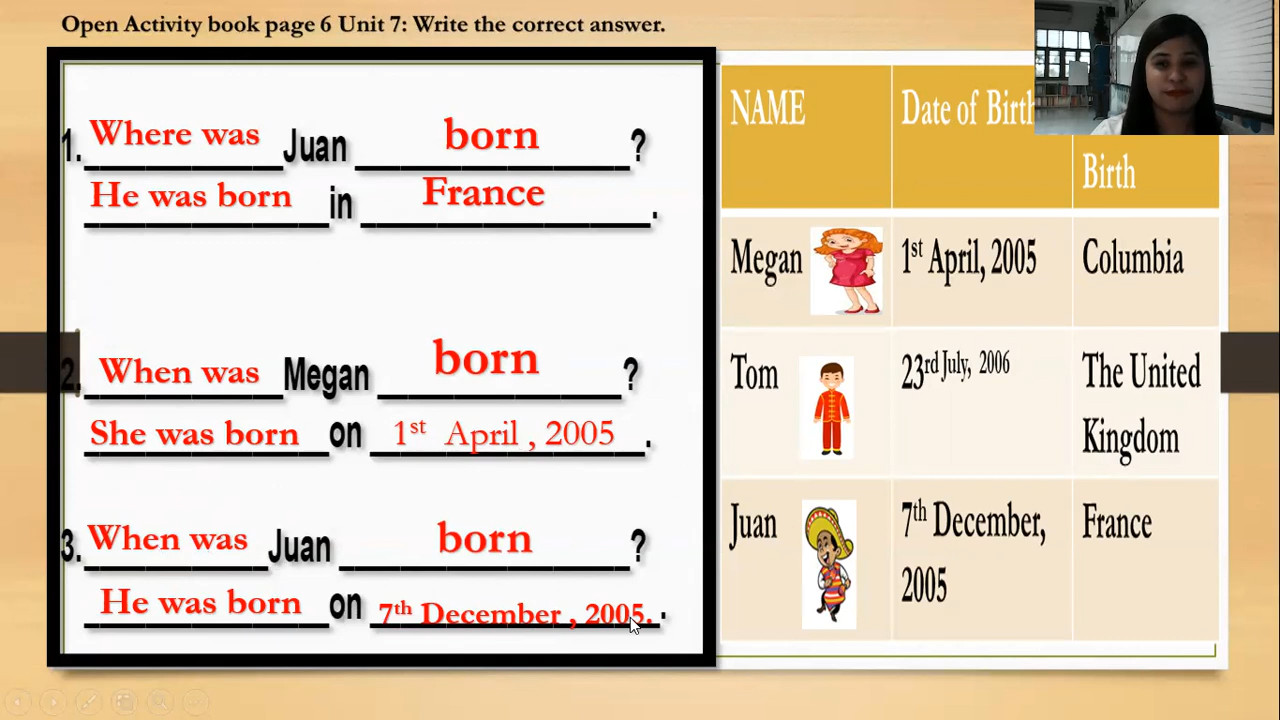 Open Activity book page 6 Unit 7: Write the correct answer.
1. Where was Juan born ?
He was born in France .
2. When was Megan born ?
She was born on 1st April , 2005 .
3. When was Juan born ?
He was born on 7th December , 2005. .
NAME Date of Birth
Birth
Megan 1st April, 2005 Columbia
Tom 23rd July, 2006 The United
Kingdom
Juan 7th December, France
2005